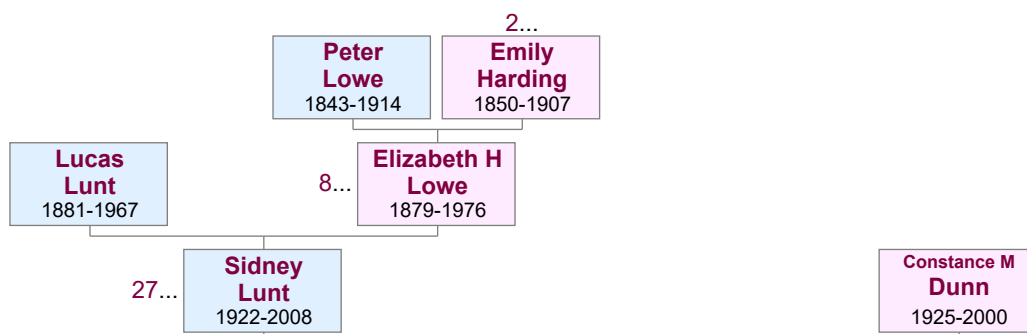 2...
Peter
Lowe
1843-1914
Emily
Harding
1850-1907
Lucas
Lunt
1881-1967
8...
Elizabeth H
Lowe
1879-1976
27...
Sidney
Lunt
1922-2008
Constance M
Dunn
1925-2000